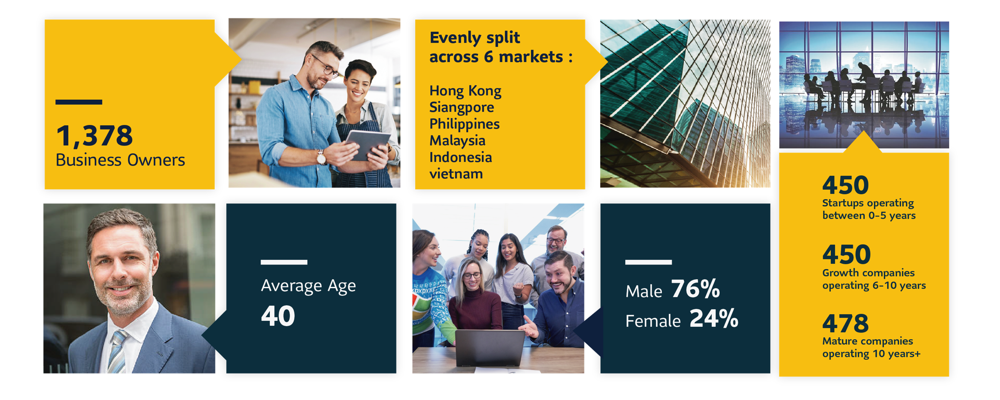 1,378
Business Owners
Evenly split
across 6 markets :
Hong Kong
Siangpore
Philippines
Malaysia
Indonesia
vietnam
Average Age
40
Male 76%
Female 24%
450
Startups operating
between 0-5 years
450
Growth companies
operating 6-10 years
478
Mature companies
operating 10 years+